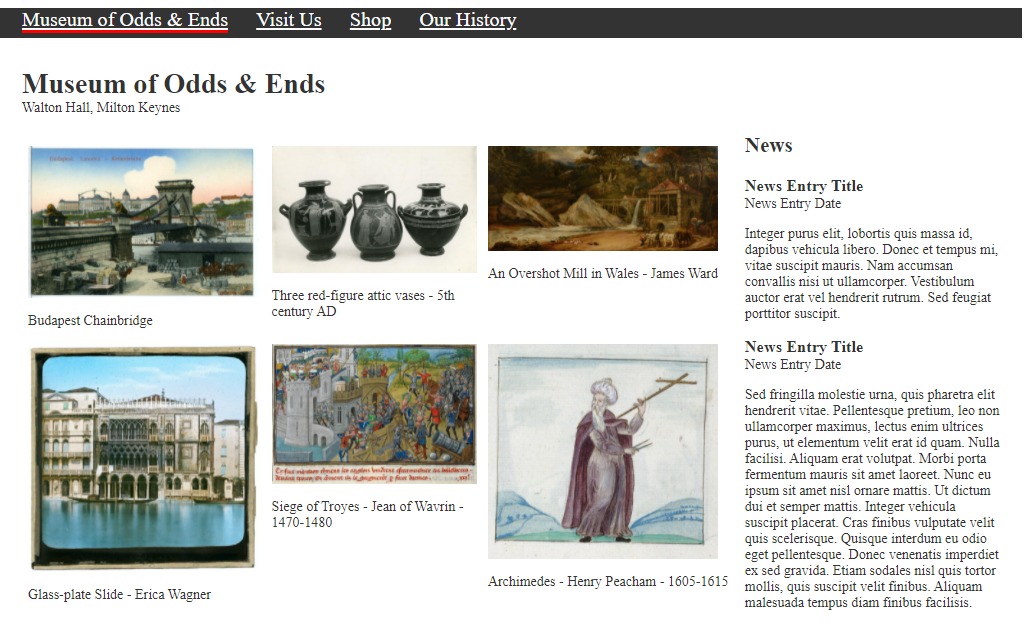 Museum of Odds & Ends Visit Us Shop Our History
Museum of Odds & Ends
Walton Hall, Milton Keynes
Budapest Chainbridge
Three red-figure attic vases - 5th
century AD
An Overshot Mill in Wales - James Ward
Glass-plate Slide - Erica Wagner
Siege of Troyes - Jean of Wavrin -
1470-1480
Archimedes - Henry Peacham - 1605-1615
News
News Entry Title
News Entry Date
Integer purus elit, lobortis quis massa id,
dapibus vehicula libero. Donec et tempus mi,
vitae suscipit mauris. Nam accumsan
convallis nisi ut ullamcorper. Vestibulum
auctor erat vel hendrerit rutrum. Sed feugiat
porttitor suscipit.
News Entry Title
News Entry Date
Sed fringilla molestie urna, quis pharetra elit
hendrerit vitae. Pellentesque pretium, leo non
ullamcorper maximus, lectus enim ultrices
purus, ut elementum velit erat id quam. Nulla
facilisi. Aliquam erat volutpat. Morbi porta
fermentum mauris sit amet laoreet. Nunc eu
ipsum sit amet nisl ornare mattis. Ut dictum
dui et semper mattis. Integer vehicula
suscipit placerat. Cras finibus vulputate velit
quis scelerisque. Quisque interdum eu odio
eget pellentesque. Donec venenatis imperdiet
ex sed gravida. Etiam sodales nisl quis tortor
mollis, quis suscipit velit finibus. Aliquam
malesuada tempus diam finibus facilisis.